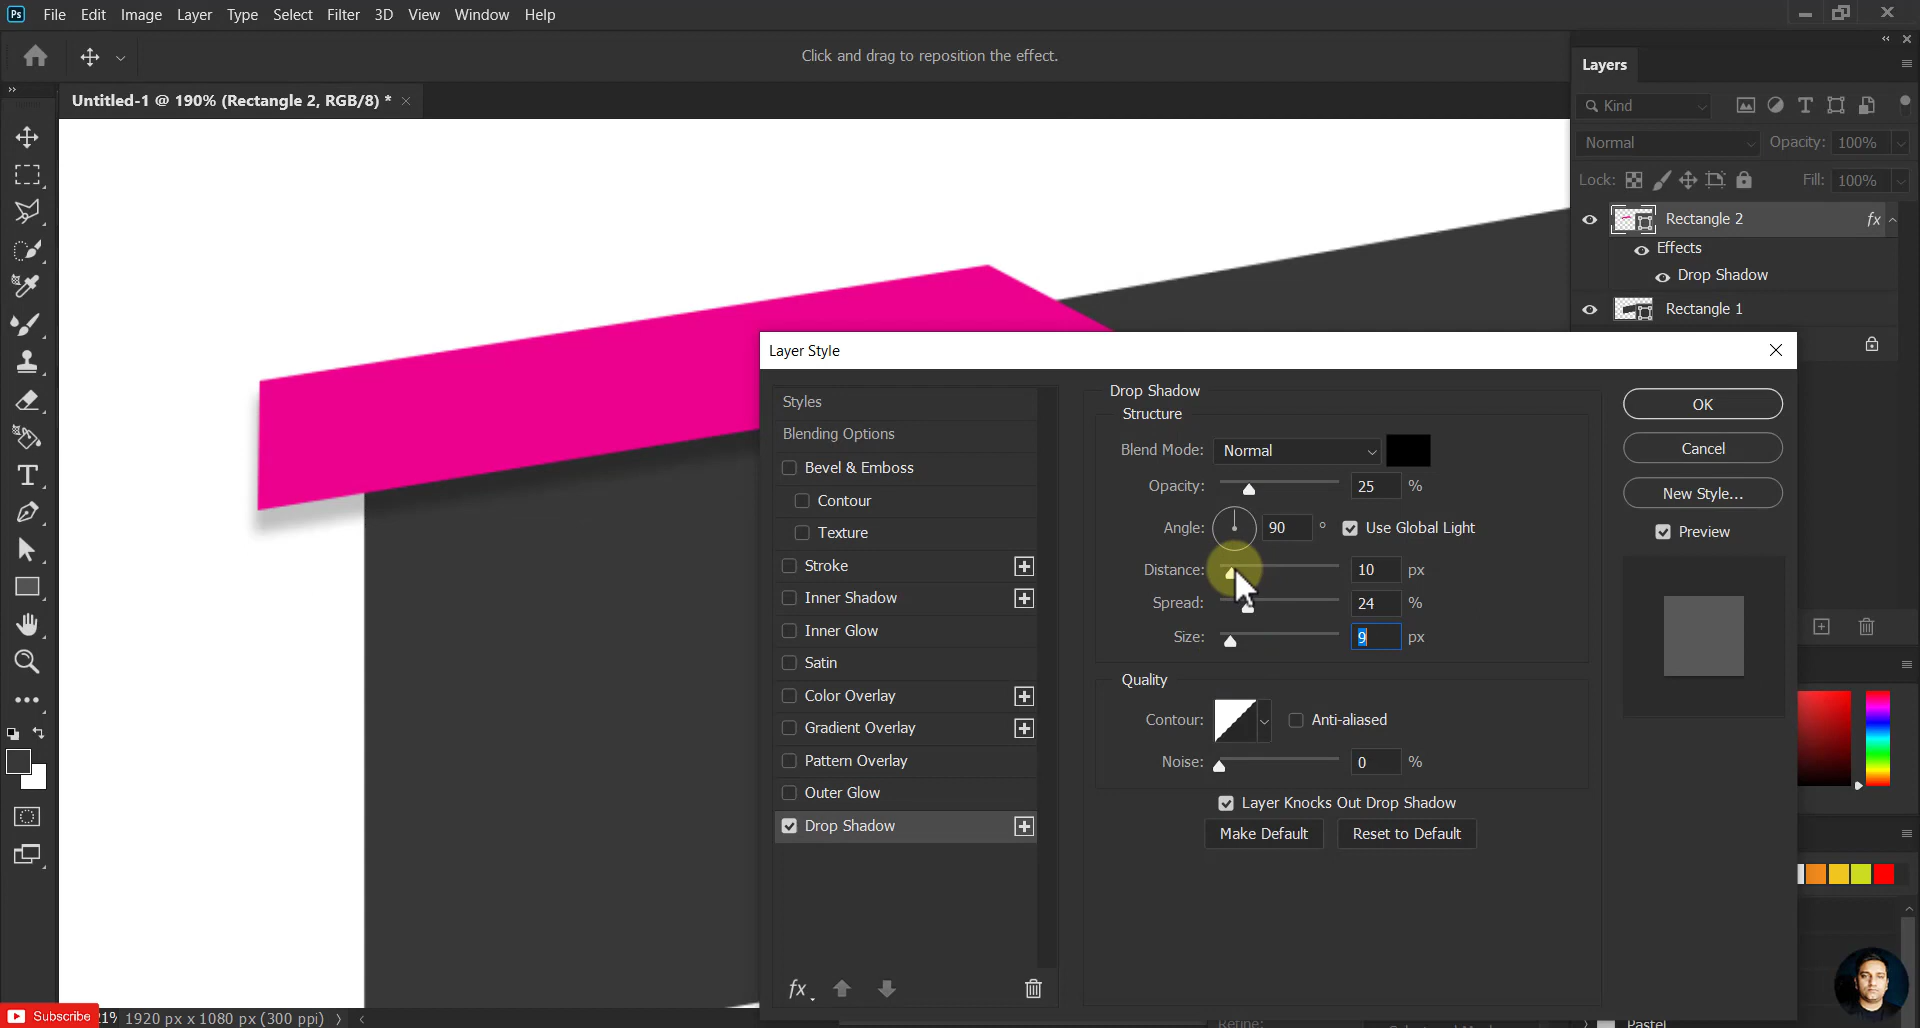 Ps File Edit Image Layer Type Select Filter 3D View Window Help
Click and drag to reposition the effect.
Untitled-1 @ 190% (Rectangle 2, RGB/8) *
Layers
Kind
Normal Opacity: 100%
Lock: Fill: 100%
Rectangle 2 fx
Effects
Drop Shadow
Rectangle 1
Layer Style
Styles
Blending Options
Bevel & Emboss
Contour
Texture
Stroke
Inner Shadow
Inner Glow
Satin
Color Overlay
Gradient Overlay
Pattern Overlay
Outer Glow
Drop Shadow
fx
Drop Shadow
Structure
Blend Mode: Normal
Opacity: 25 %
Angle: 90 ° Use Global Light
Distance: 10 px
Spread: 24 %
Size: 9 px
Quality
Contour: Anti-aliased
Noise: 0 %
Layer Knocks Out Drop Shadow
Make Default Reset to Default
OK
Cancel
New Style...
Preview
Subscribe
1920 px x 1080 px (300 ppi)
Refine:
Pastel